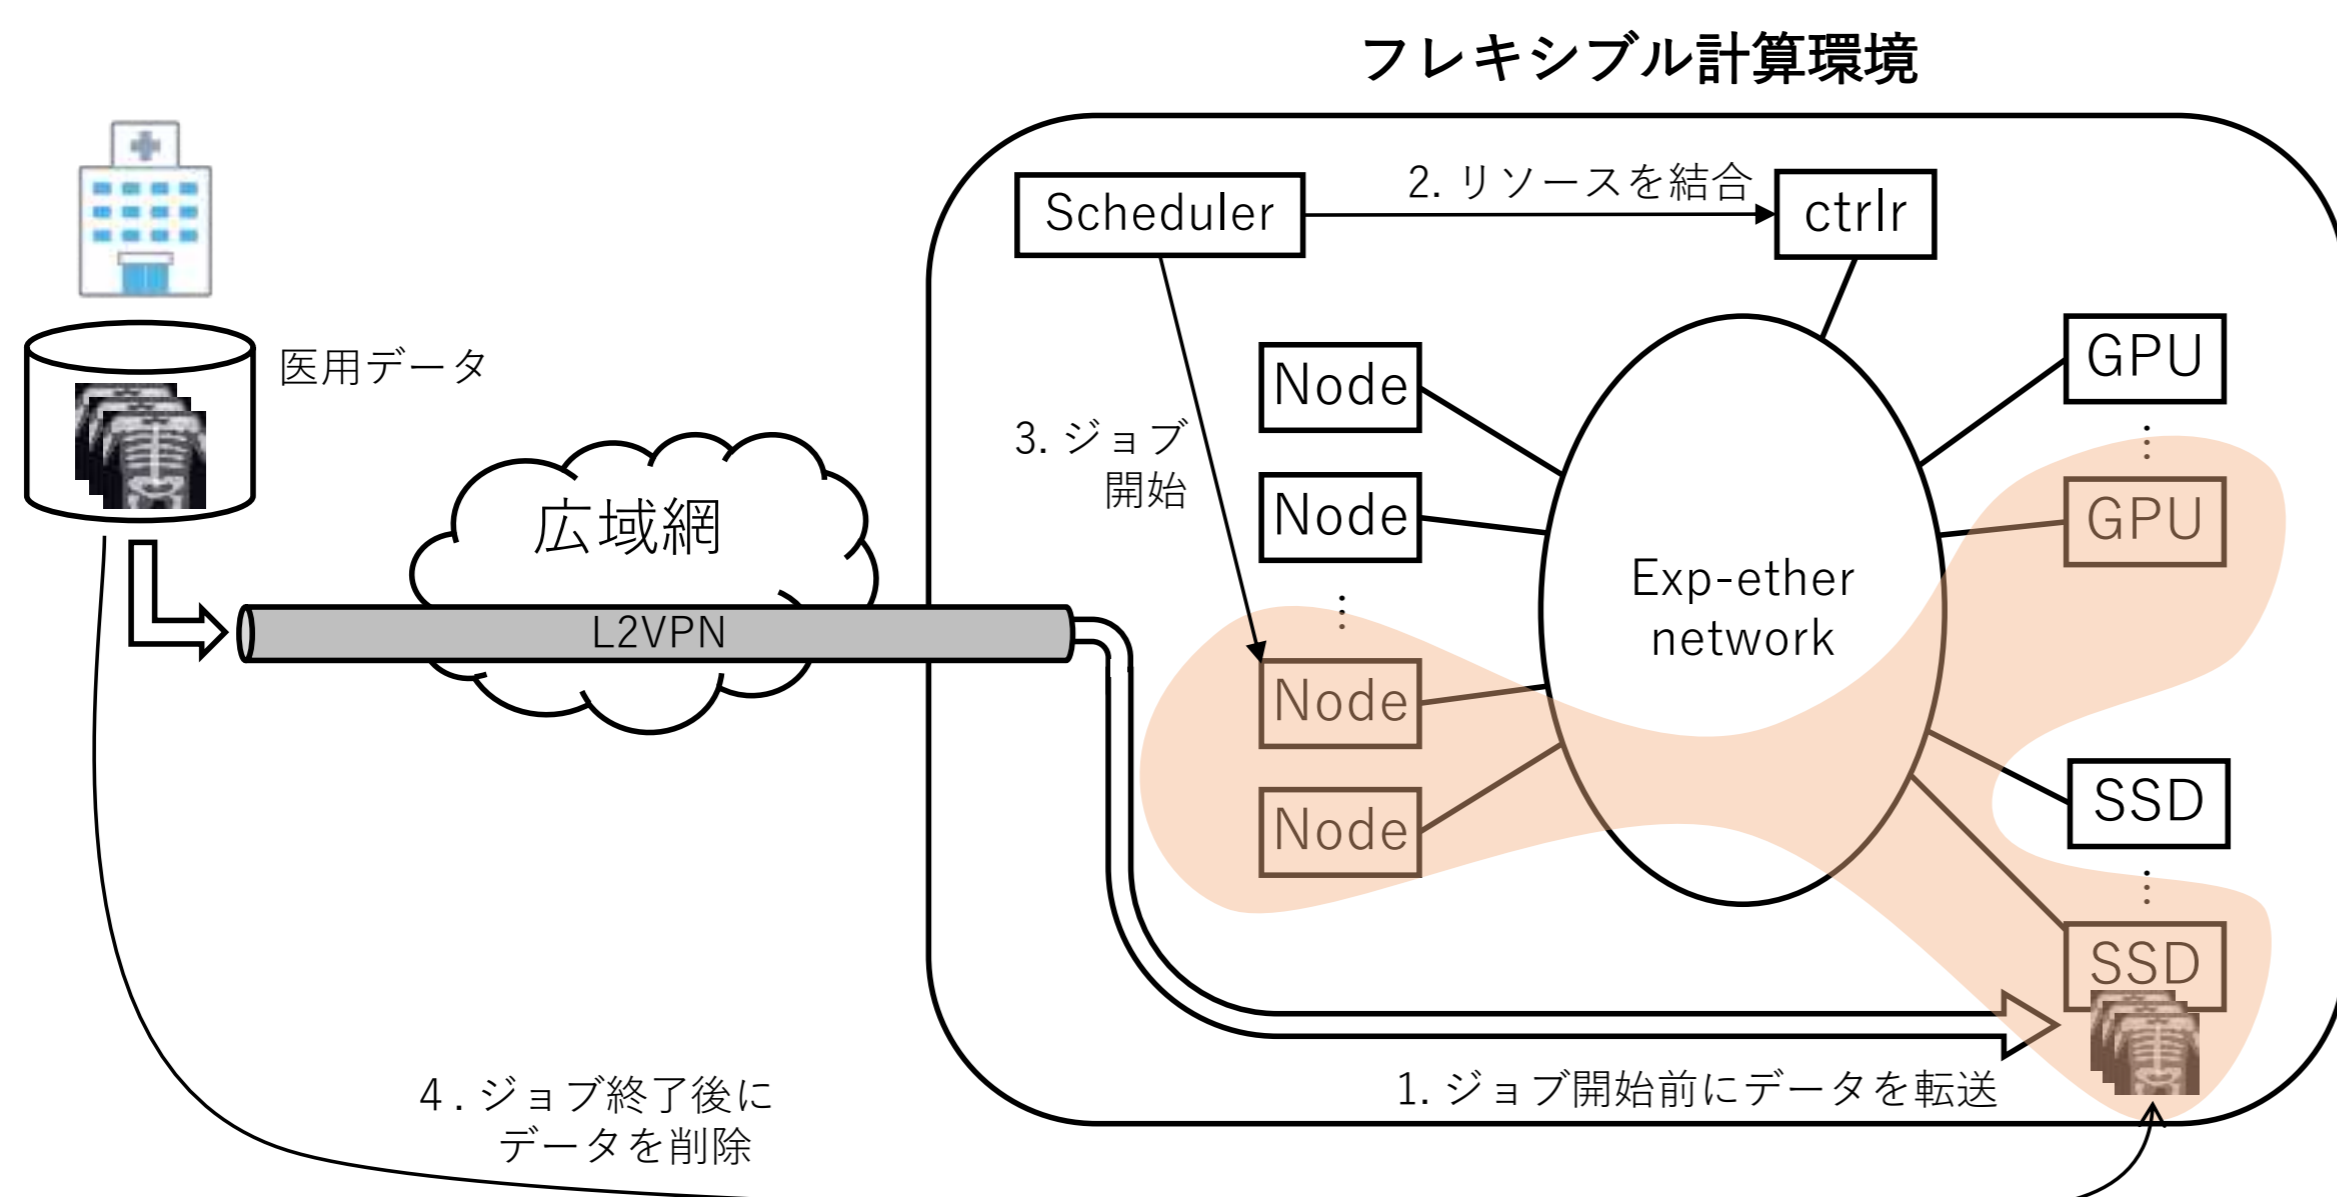 フレキシブル計算環境
Scheduler
2. リソースを結合
ctrlr
医用データ
広域網
L2VPN
3. ジョブ
開始
Node
Node
⋮
Node
Node
Exp-ether
network
GPU
⋮
GPU
SSD
⋮
SSD
1. ジョブ開始前にデータを転送
4. ジョブ終了後に
データを削除